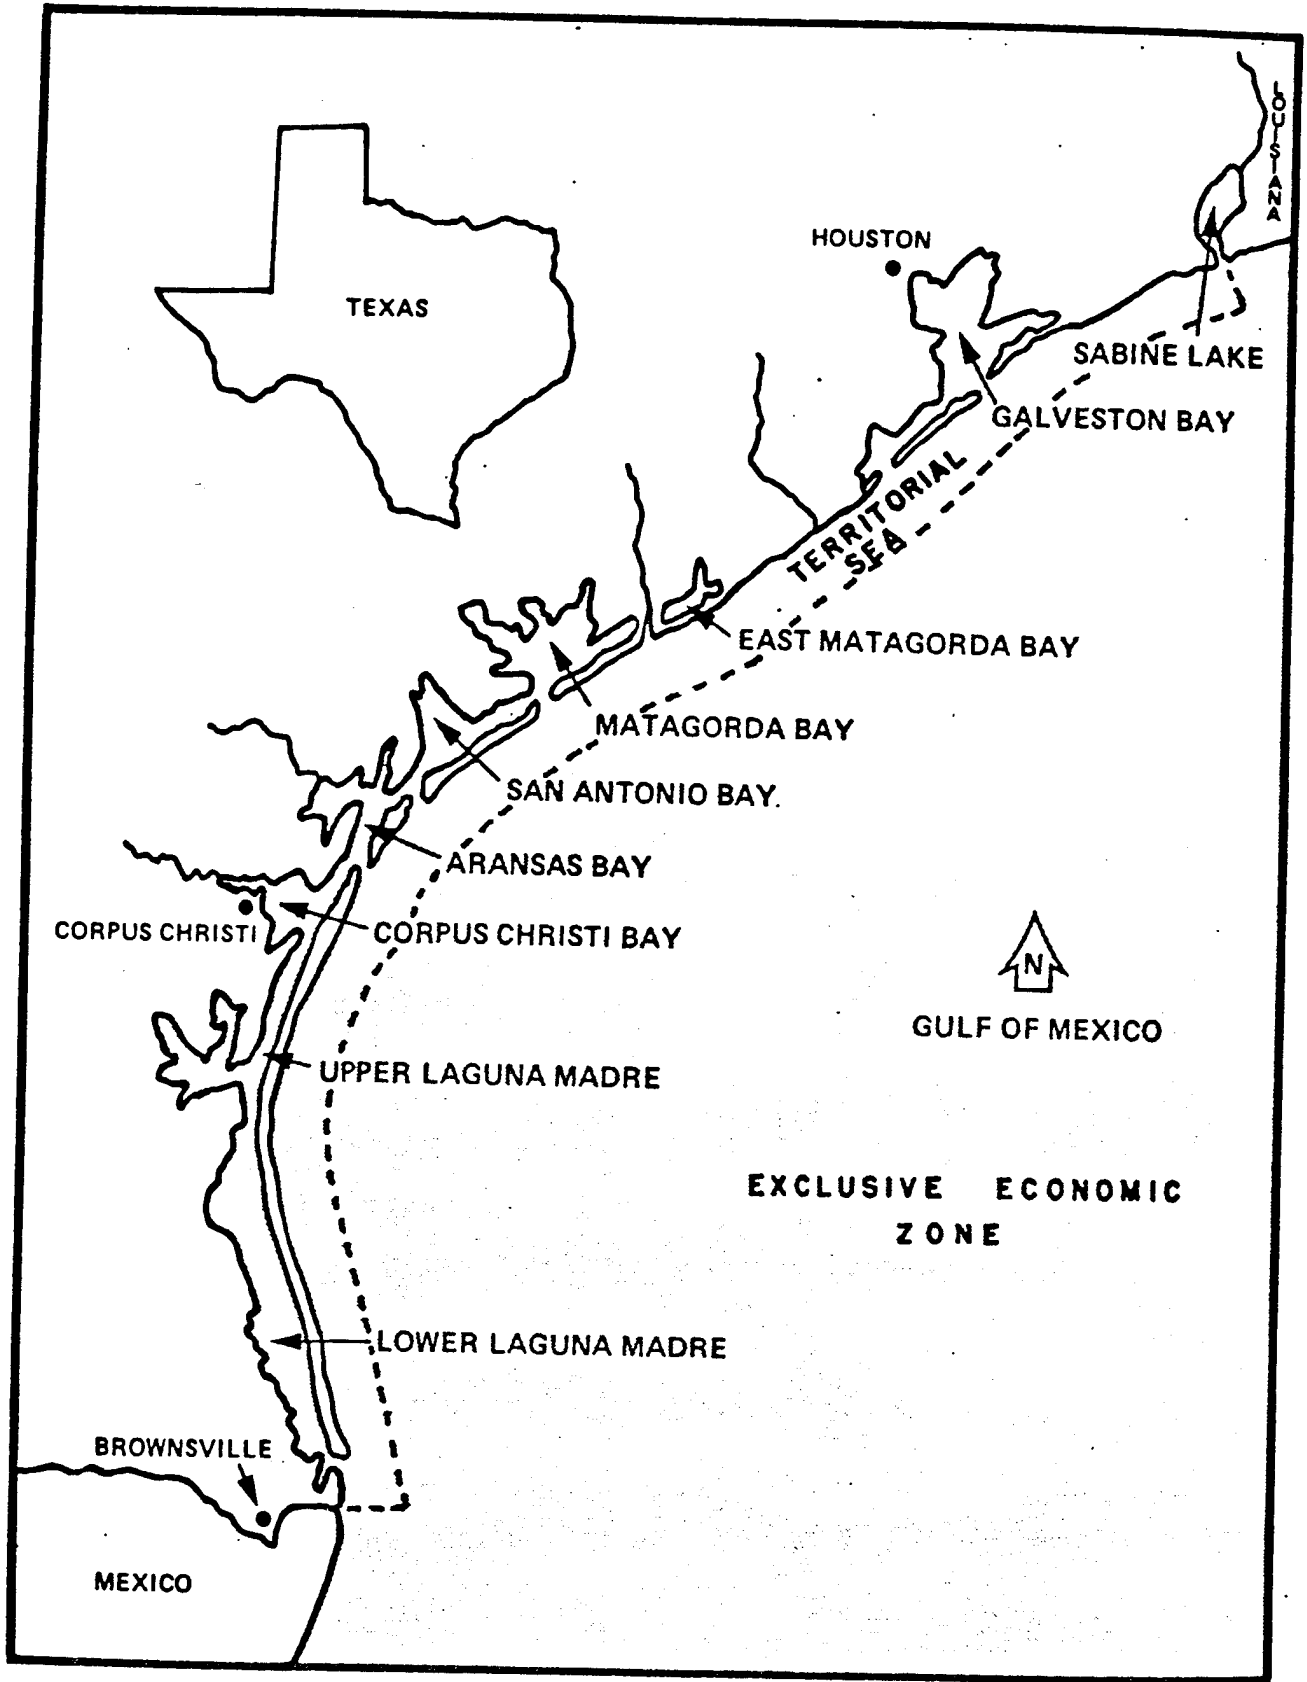 LOUISIANA
HOUSTON
TEXAS
SABINE LAKE
GALVESTON BAY
TERRITORIAL
SEA
EAST MATAGORDA BAY
MATAGORDA BAY
SAN ANTONIO BAY.
ARANSAS BAY
CORPUS CHRISTI
CORPUS CHRISTI BAY
N
GULF OF MEXICO
UPPER LAGUNA MADRE
EXCLUSIVE ECONOMIC
ZONE
LOWER LAGUNA MADRE
BROWNSVILLE
MEXICO